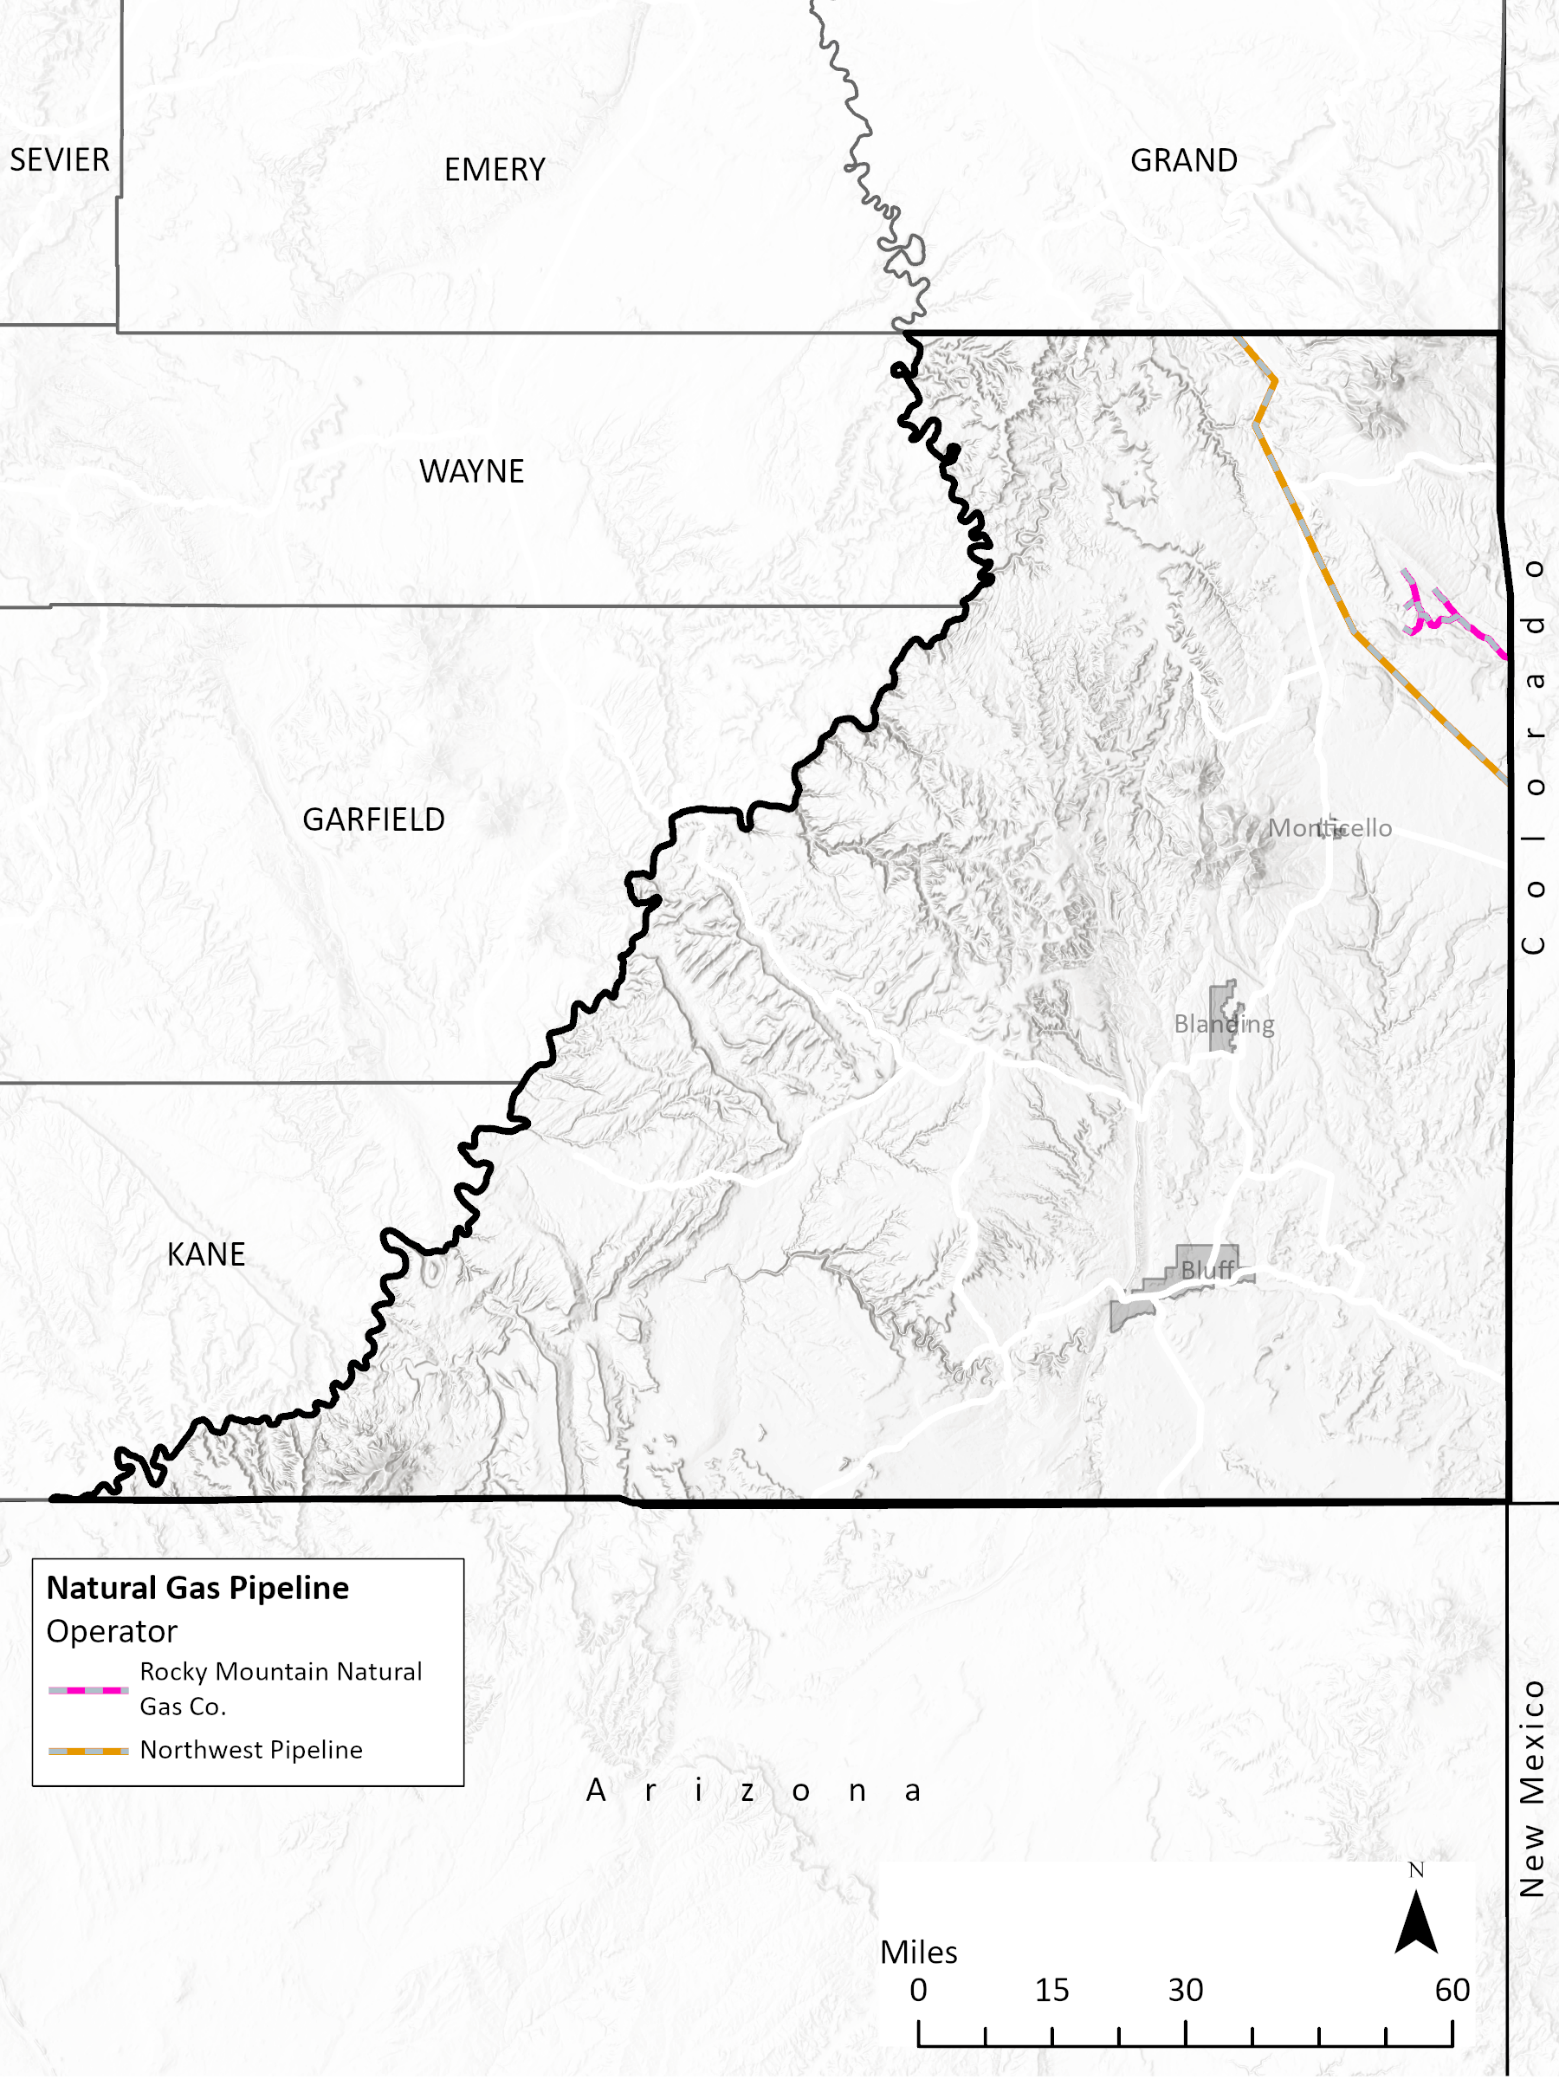 SEVIER
EMERY
GRAND
WAYNE
Colorado
GARFIELD
Monticello
Blanding
KANE
Bluff
Natural Gas Pipeline
Operator
Rocky Mountain Natural
Gas Co.
Northwest Pipeline
Arizona
New Mexico
N
Miles
0 15 30 60